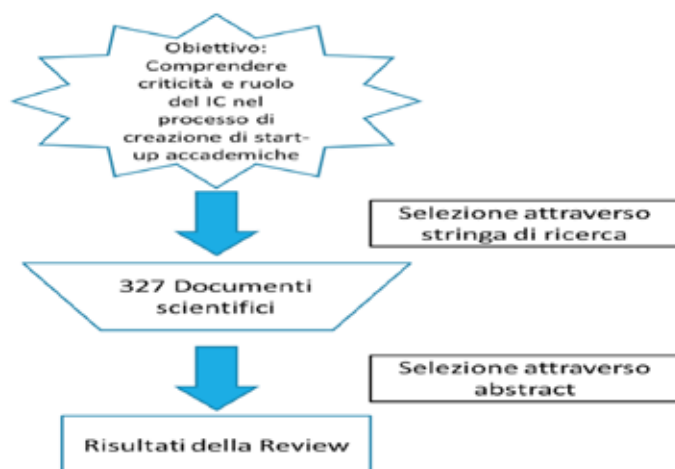 Obiettivo:
Comprendere
criticità e ruolo
del IC nel
processo di
creazione di start-
up accademiche
Selezione attraverso
stringa di ricerca
327 Documenti
scientifici
Selezione attraverso
abstract
Risultati della Review